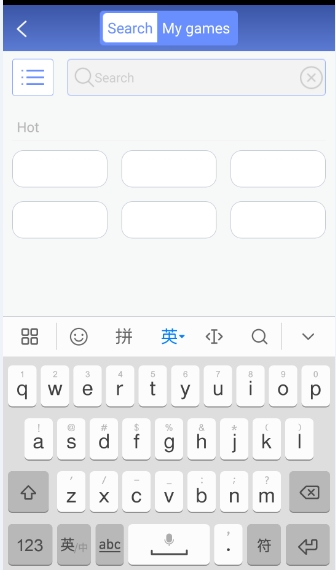 Search My games
Search
Hot
拼 英
1 2 3 4 5 6 7 8 9 0
q w e r t y u i o p
! @ # $ % & * ( )
a s d f g h j k l
' / - _ : ; ?
z x c v b n m
123 英/中 abc , . 符